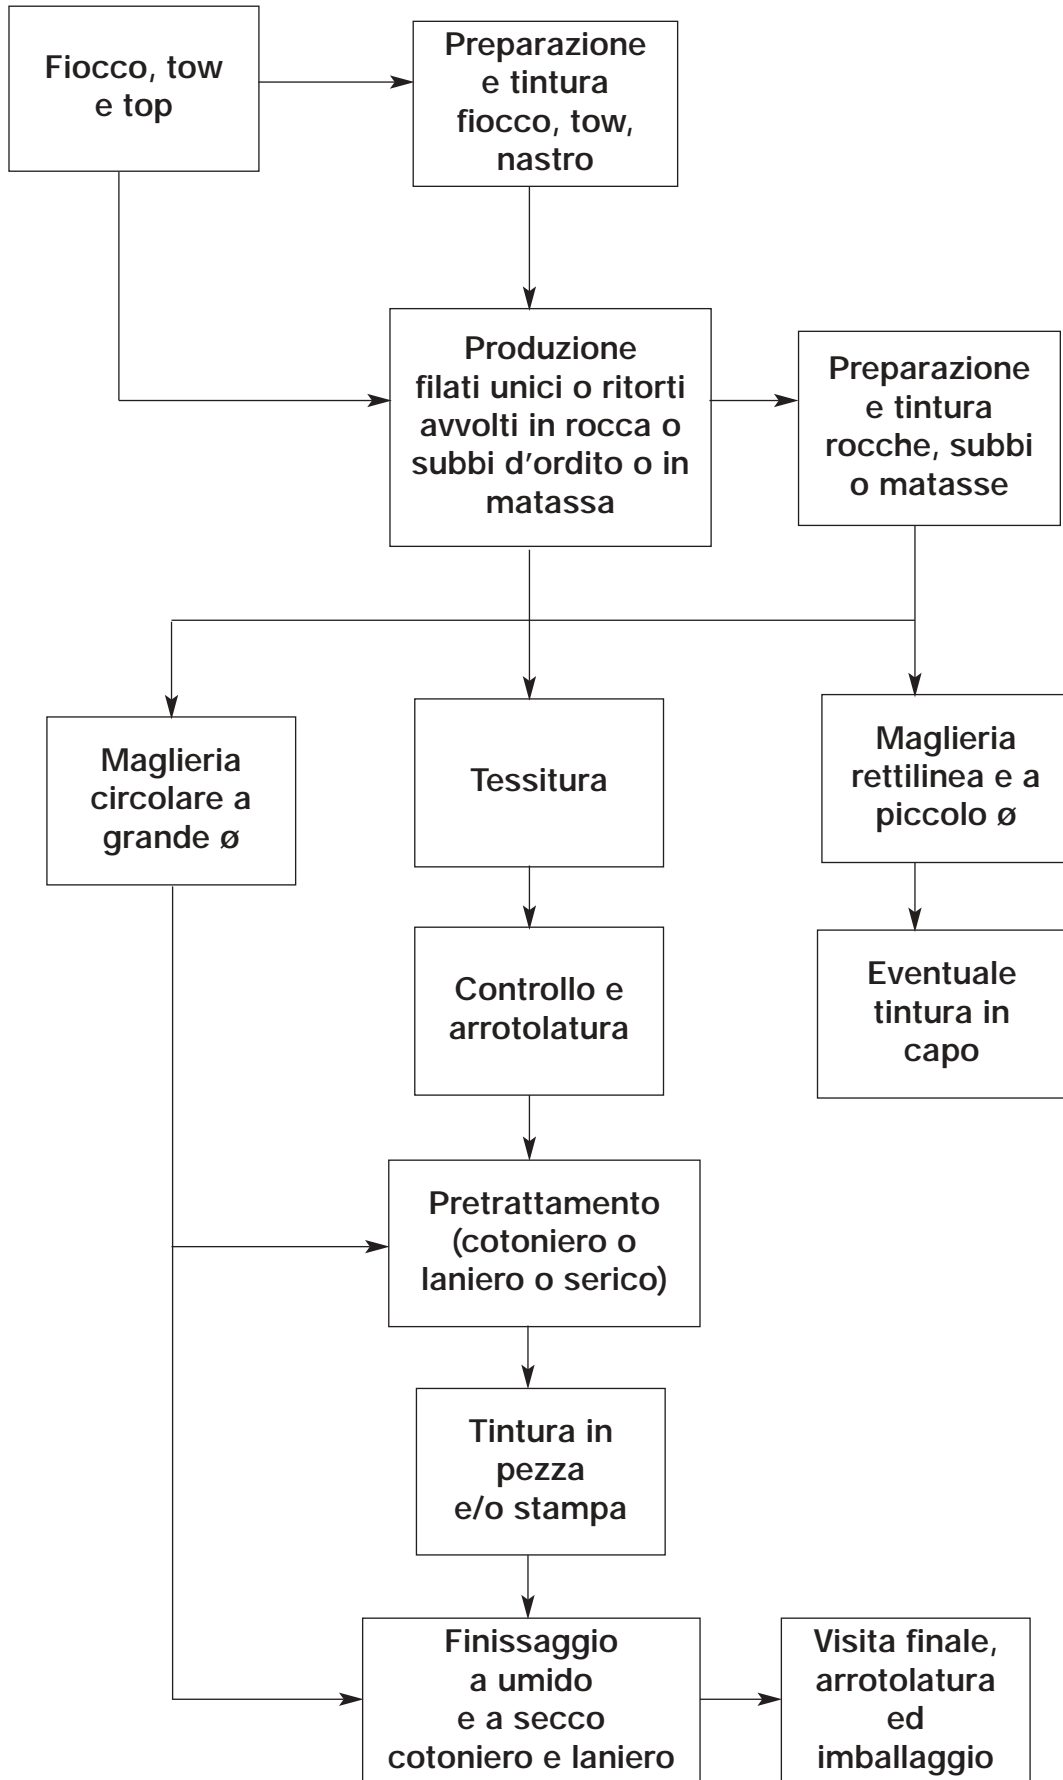 Fiocco, tow
e top
Preparazione
e tintura
fiocco, tow,
nastro
Produzione
filati unici o ritorti
avvolti in rocca o
subbi d'ordito o in
matassa
Preparazione
e tintura
rocche, subbi
o matasse
Maglieria
circolare a
grande ø
Tessitura
Maglieria
rettilinea e a
piccolo ø
Controllo e
arrotolatura
Eventuale
tintura in
capo
Pretrattamento
(cotoniero o
laniero o serico)
Tintura in
pezza
e/o stampa
Finissaggio
a umido
e a secco
cotoniero e laniero
Visita finale,
arrotolatura
ed
imballaggio